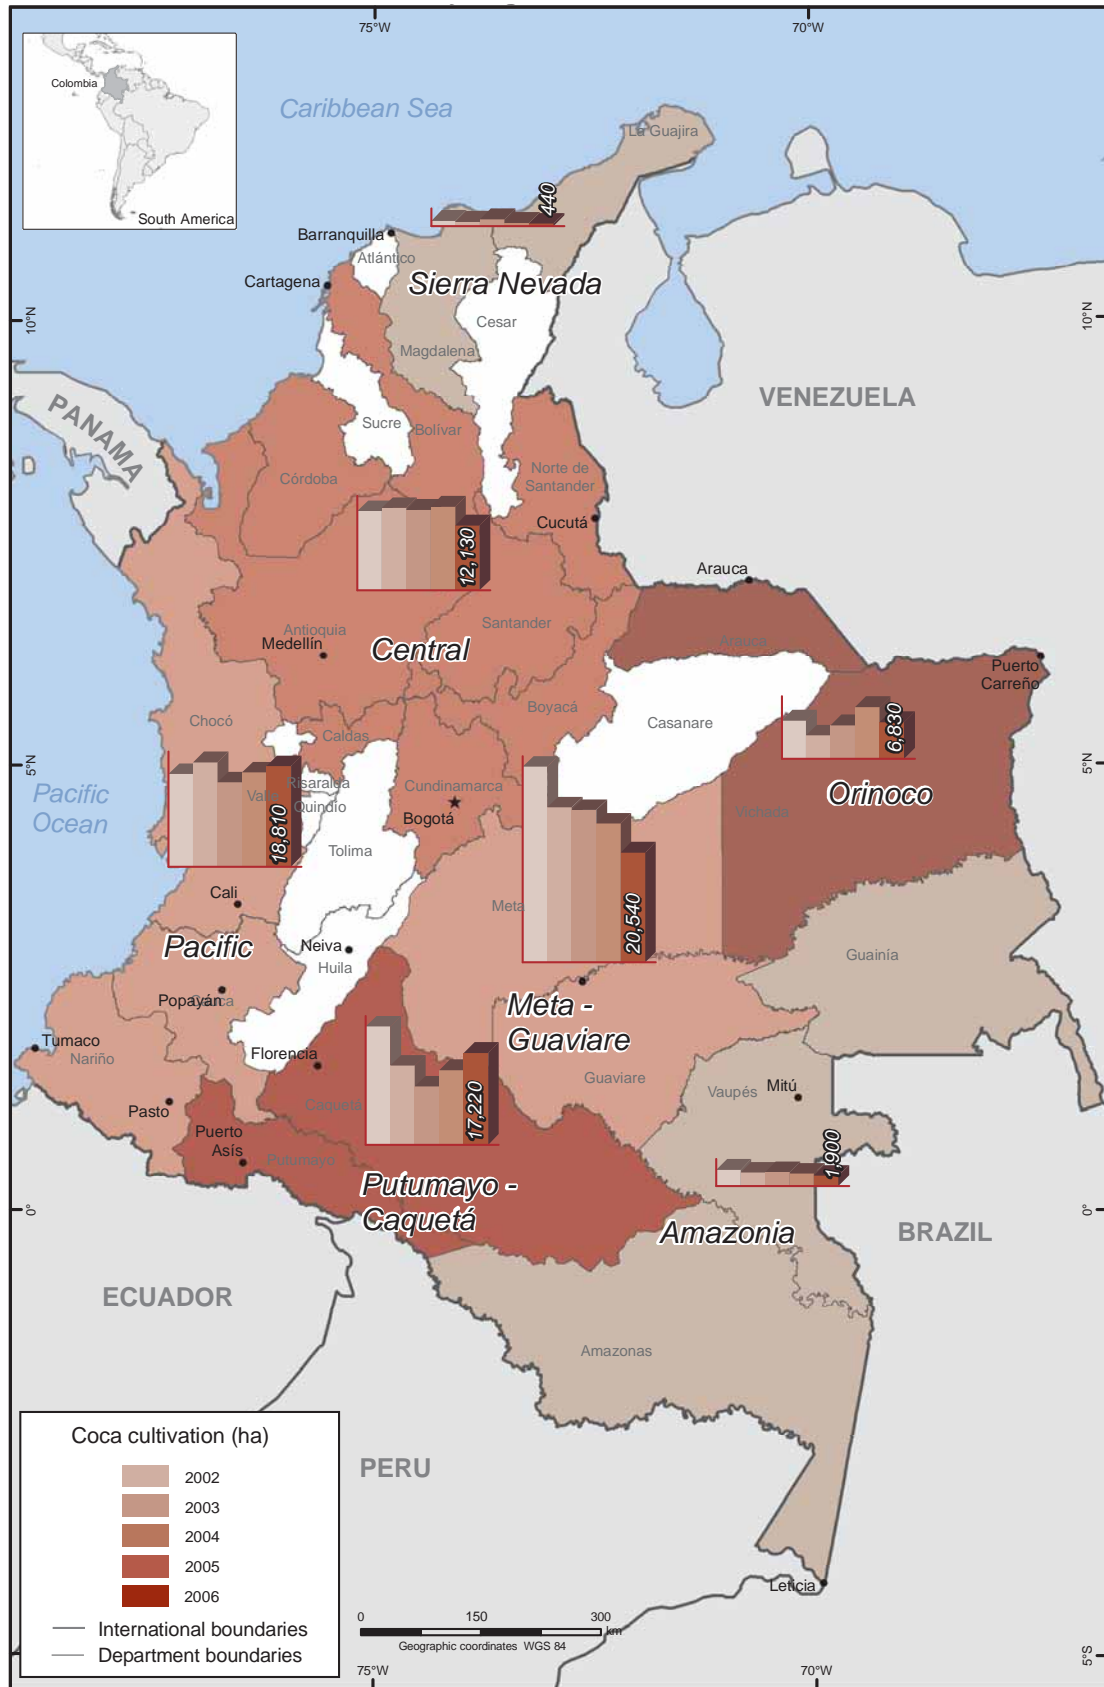 75°W
70°W
Colombia
South America
Caribbean Sea
La Guajira
440
Barranquilla
Atlántico
Cartagena
Sierra Nevada
10°N
10°N
Cesar
Magdalena
VENEZUELA
PANAMA
Sucre
Bolívar
Córdoba
Norte de
Santander
Cucutá
12,130
Arauca
Antioquia
Medellín
Santander
Central
Arauca
Puerto
Carreño
Chocó
Boyacá
Casanare
Caldas
6,830
5°N
5°N
Pacific
Ocean
Risaralda
Valle
Quindío
18,810
Cundinamarca
Bogotá
Orinoco
Vichada
Tolima
Cali
Meta
20,540
Pacific
Neiva
Huila
Guainía
Popayán
Cauca
Meta -
Guaviare
Tumaco
Nariño
Florencia
Guaviare
Vaupés
Mitú
Pasto
Caquetá
17,220
Puerto
Asís
Putumayo
1,900
Putumayo -
Caquetá
Amazonia
0°
0°
BRAZIL
ECUADOR
Amazonas
PERU
Coca cultivation (ha)
2002
2003
2004
2005
2006
International boundaries
Department boundaries
Leticia
0 150 300
km
Geographic coordinates WGS 84
5°S
75°W
70°W